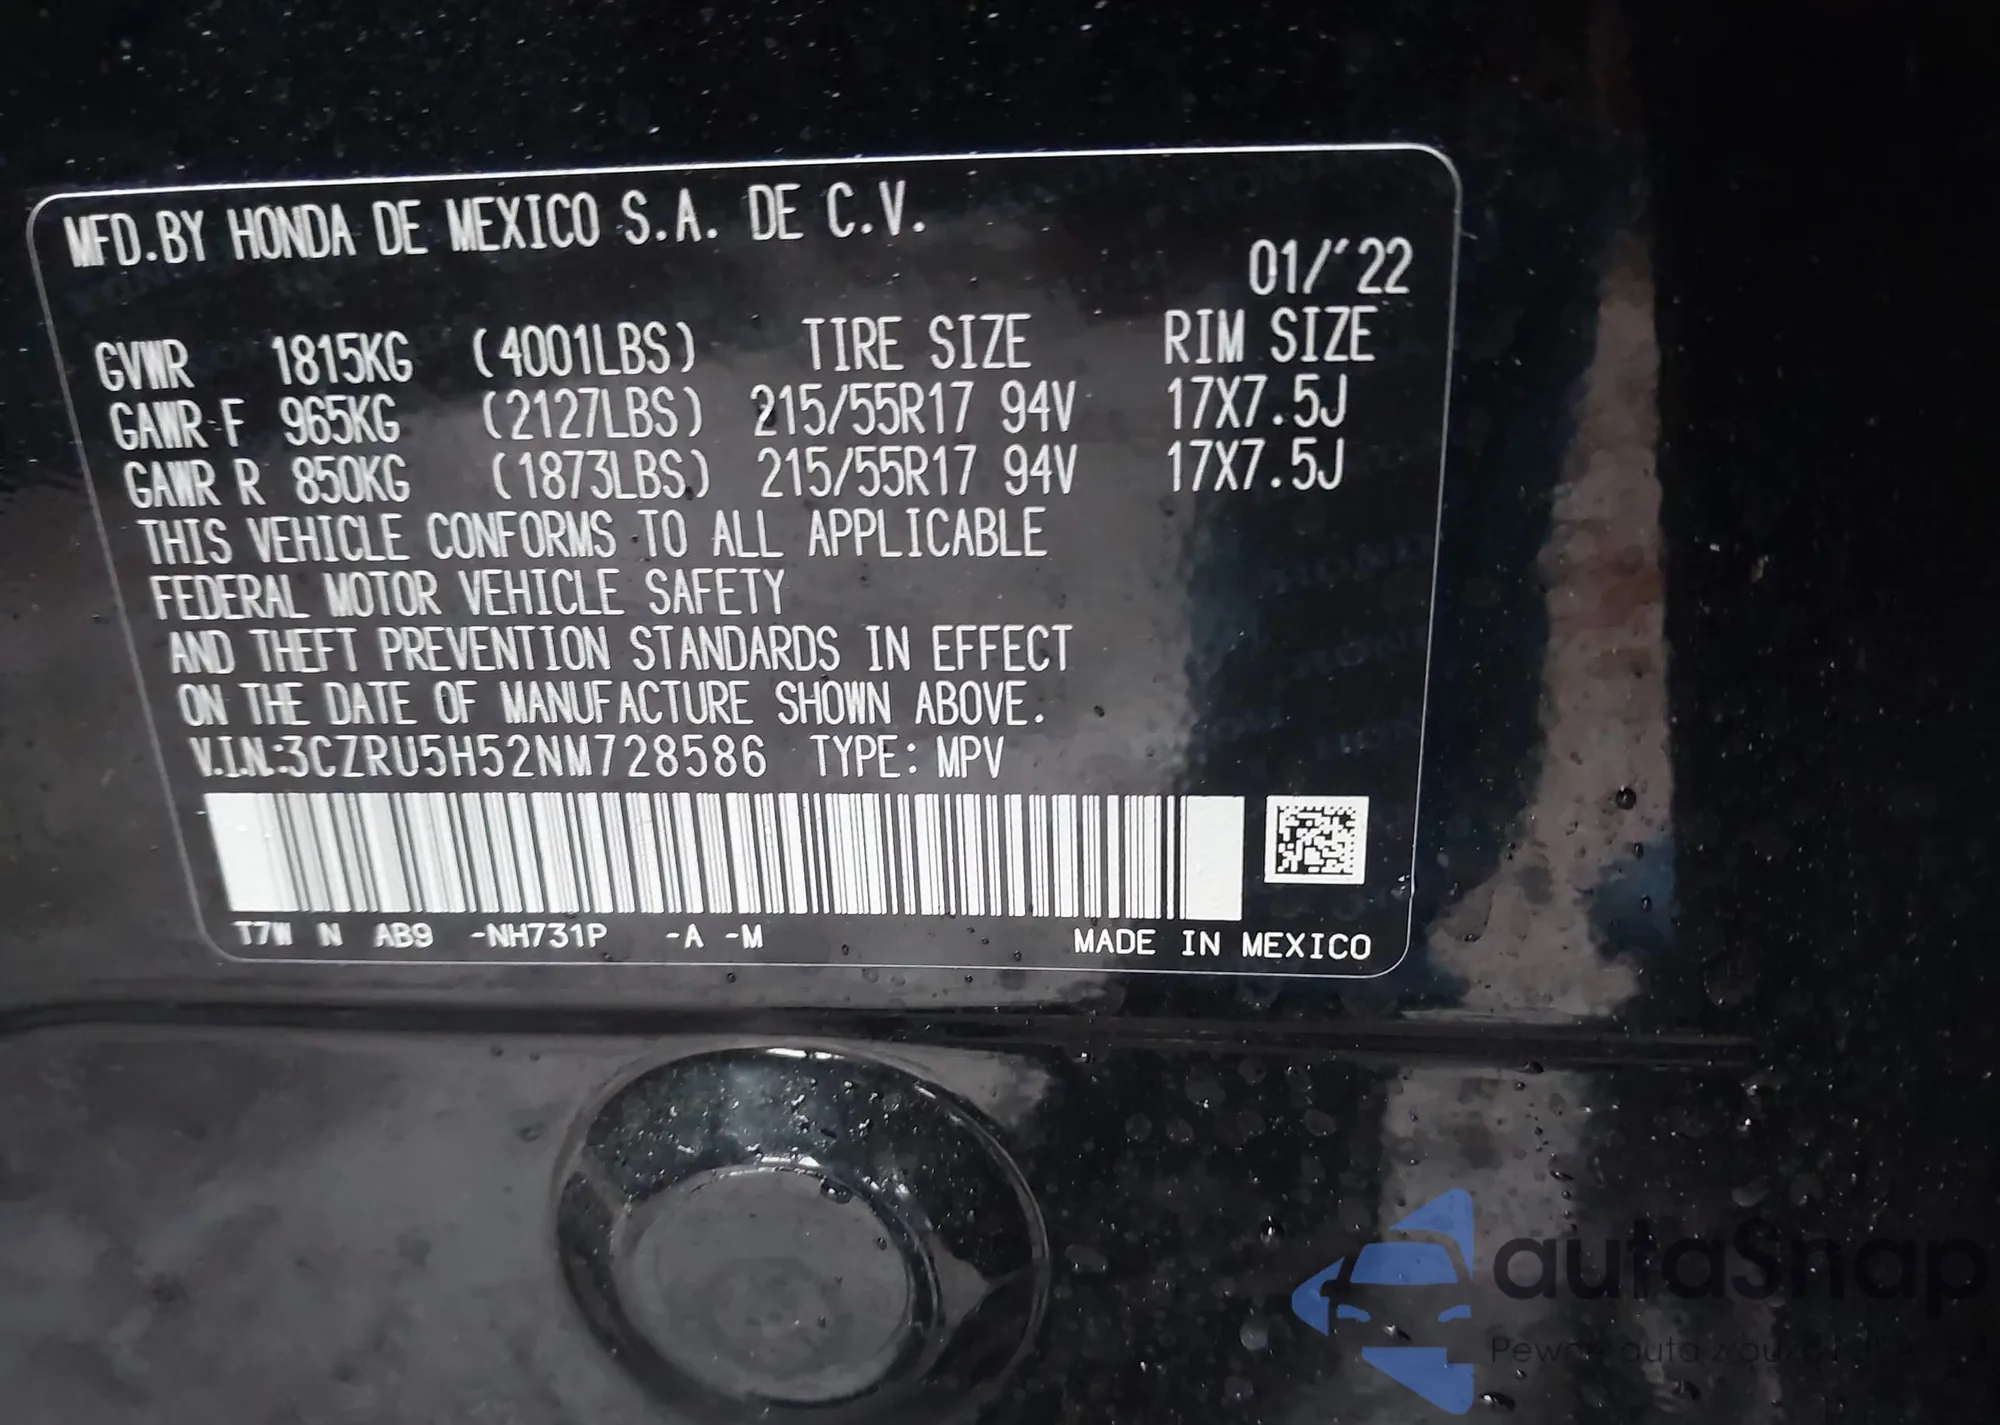 MFD.BY HONDA DE MEXICO S.A. DE C.V.
01/'22
GVWR 1815KG (4001LBS) TIRE SIZE RIM SIZE
GAWR F 965KG (2127LBS) 215/55R17 94V 17X7.5J
GAWR R 850KG (1873LBS) 215/55R17 94V 17X7.5J
THIS VEHICLE CONFORMS TO ALL APPLICABLE
FEDERAL MOTOR VEHICLE SAFETY
AND THEFT PREVENTION STANDARDS IN EFFECT
ON THE DATE OF MANUFACTURE SHOWN ABOVE.
V.I.N.:3CZRU5H52NM728586 TYPE: MPV
T7W N AB9 -NH731P -A -M MADE IN MEXICO
autaSnap
Pewne auta z